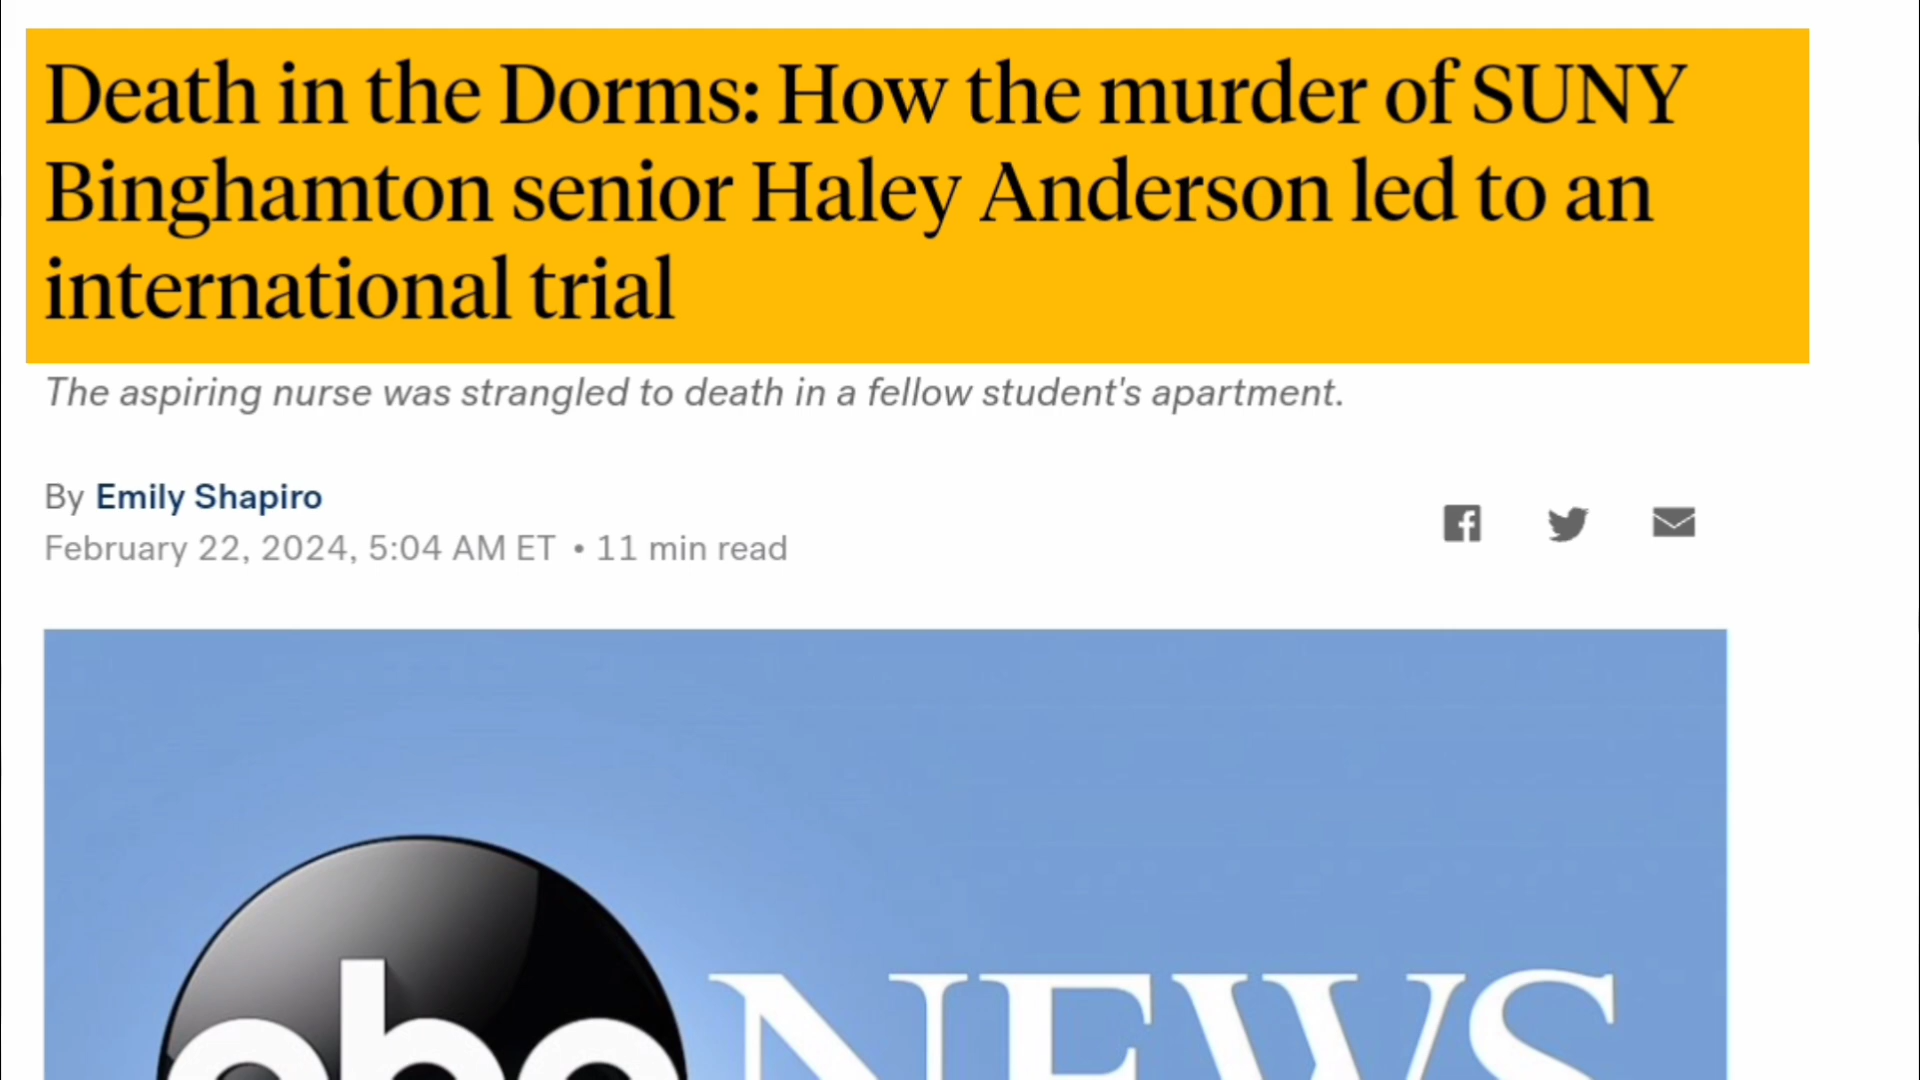 Death in the Dorms: How the murder of SUNY
Binghamton senior Haley Anderson led to an
international trial
The aspiring nurse was strangled to death in a fellow student's apartment.
By Emily Shapiro
February 22, 2024, 5:04 AM ET • 11 min read
abc NEWS